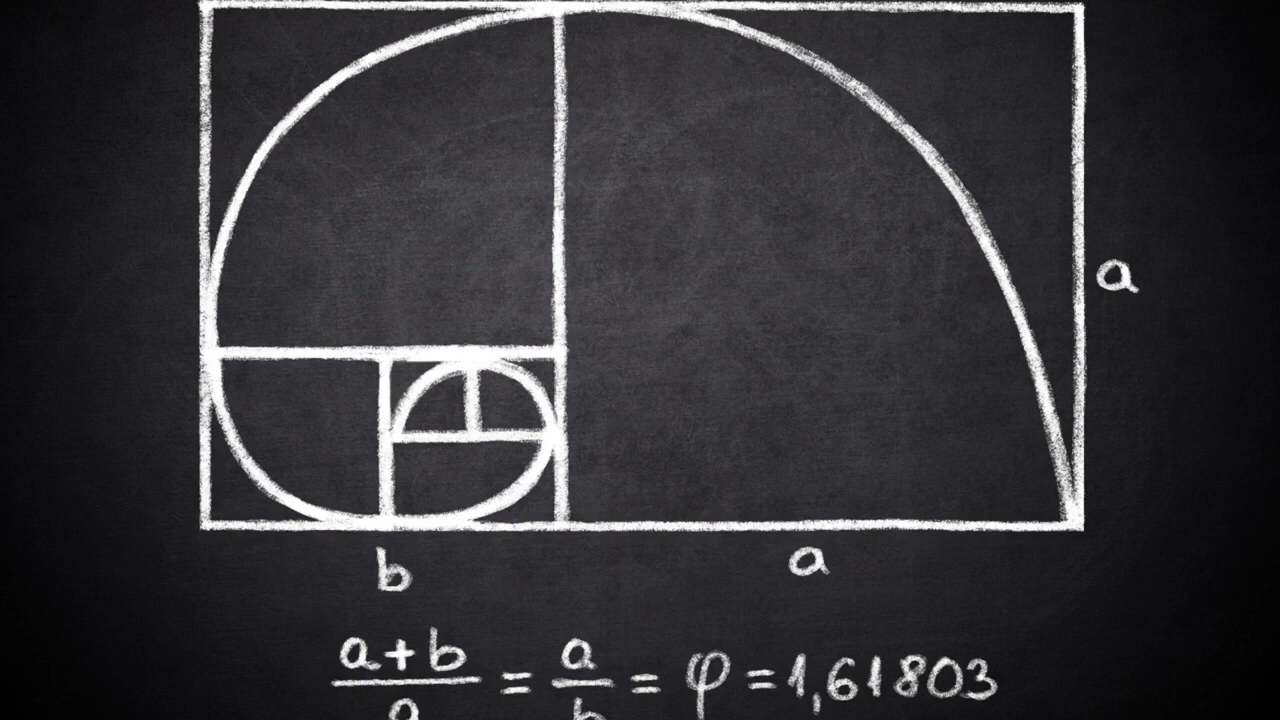 a
b a
a+b/a = a/b = φ = 1,61803